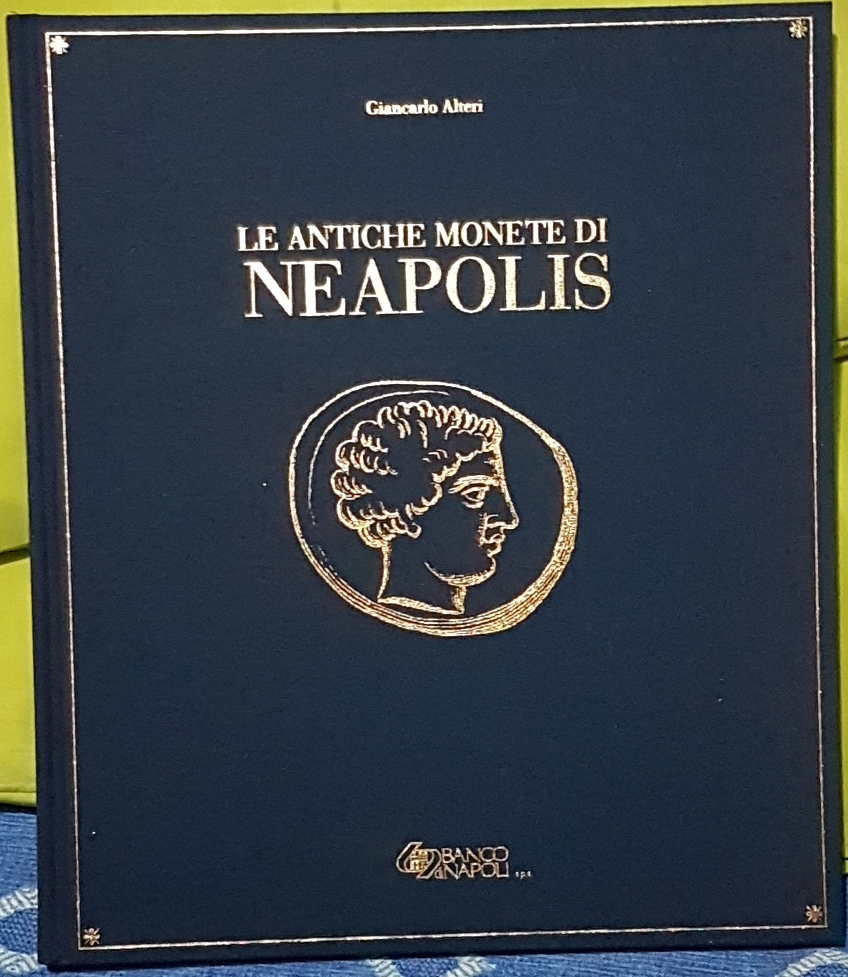 Giancarlo Alteri
LE ANTICHE MONETE DI
NEAPOLIS
BANCO
di NAPOLI s.p.a.